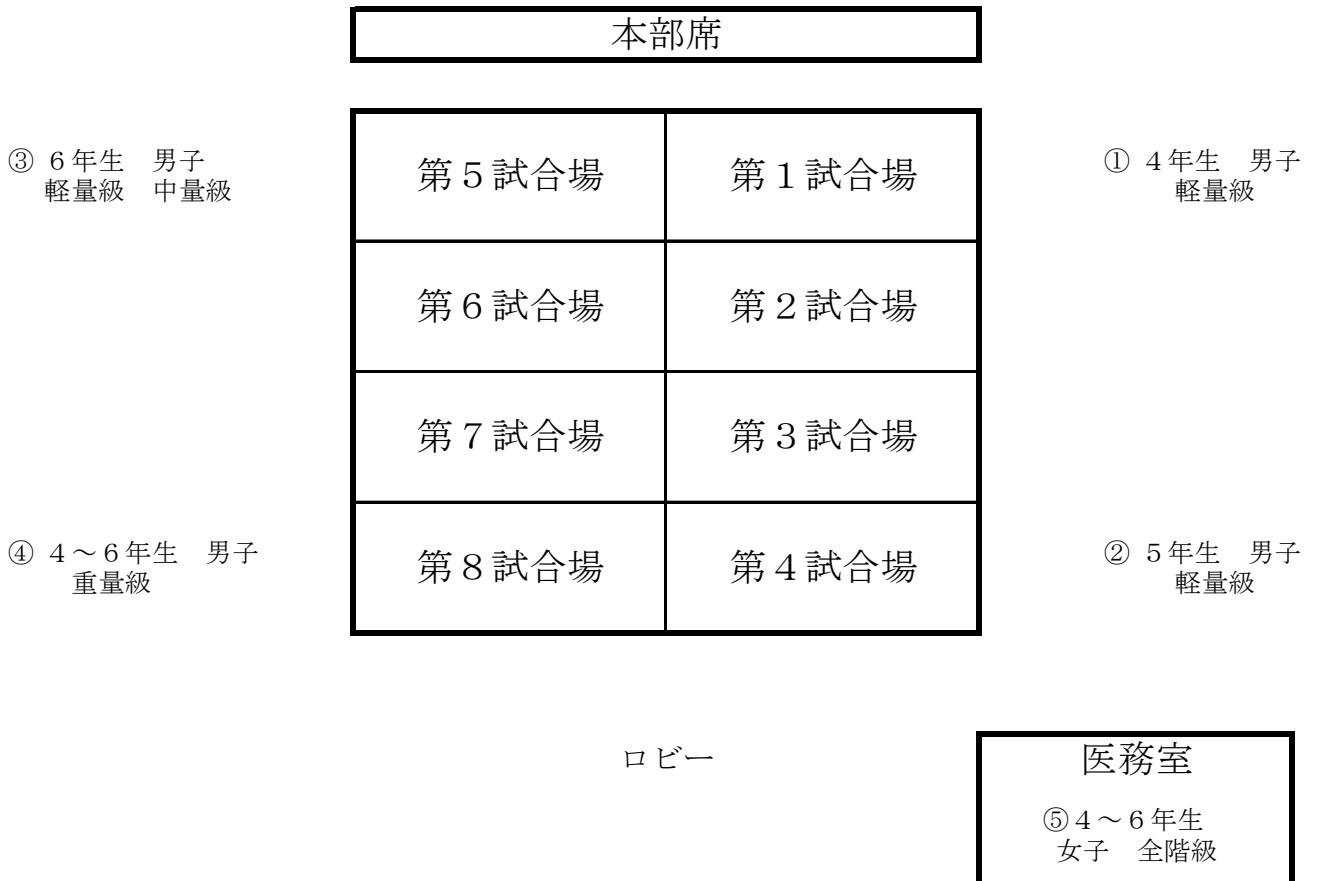 本部席
③ ６年生　男子
軽量級　中量級
第５試合場
第１試合場
① ４年生　男子
軽量級
第６試合場
第２試合場
第７試合場
第３試合場
④ ４～６年生　男子
重量級
第８試合場
第４試合場
② ５年生　男子
軽量級
ロビー
医務室
⑤４～６年生
女子　全階級